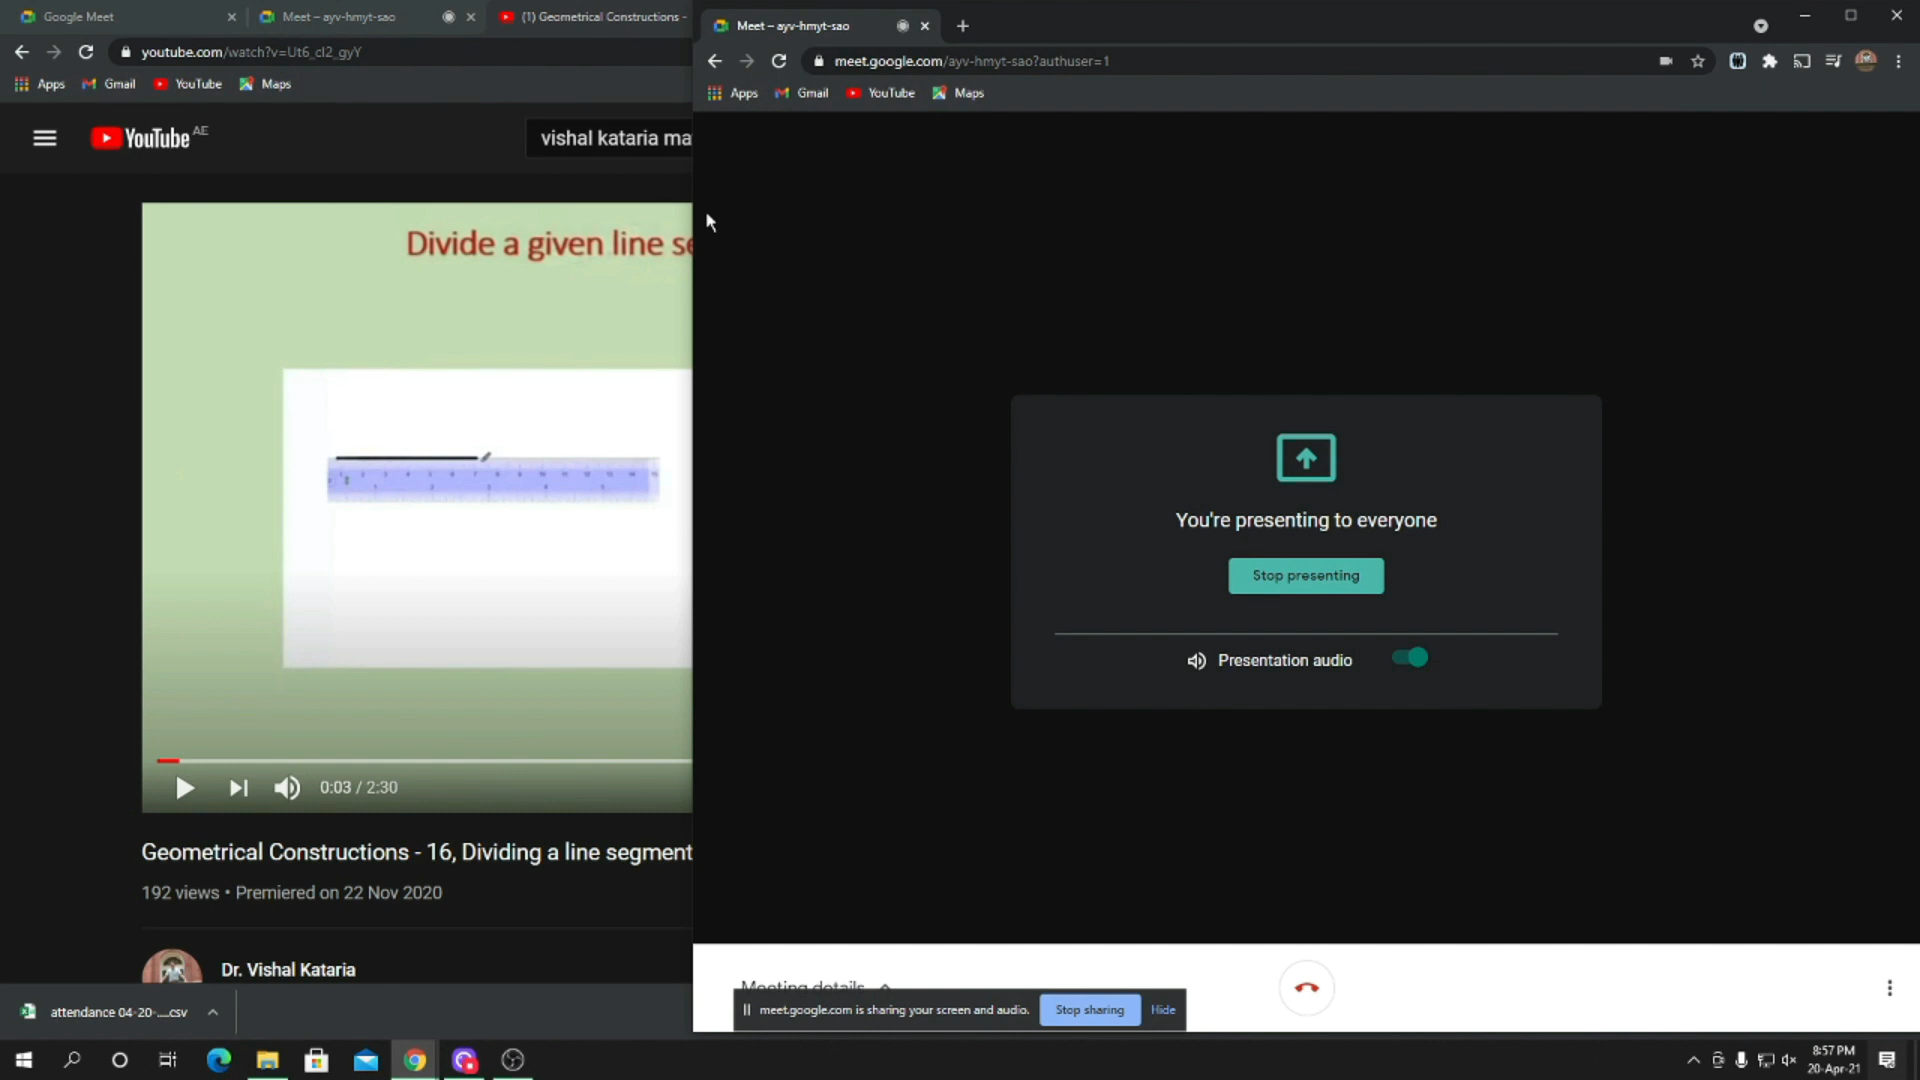 Google Meet
Meet – ayv-hmyt-sao
(1) Geometrical Constructions -
youtube.com/watch?v=Ut6_cl2_gyY
Apps
Gmail
YouTube
Maps
YouTube AE
vishal kataria ma
Divide a given line se
0:03 / 2:30
Geometrical Constructions - 16, Dividing a line segment
192 views • Premiered on 22 Nov 2020
Dr. Vishal Kataria
attendance 04-20-....csv
Meet – ayv-hmyt-sao
meet.google.com/ayv-hmyt-sao?authuser=1
Apps
Gmail
YouTube
Maps
You're presenting to everyone
Stop presenting
Presentation audio
Meeting details
meet.google.com is sharing your screen and audio.
Stop sharing
Hide
8:57 PM
20-Apr-21